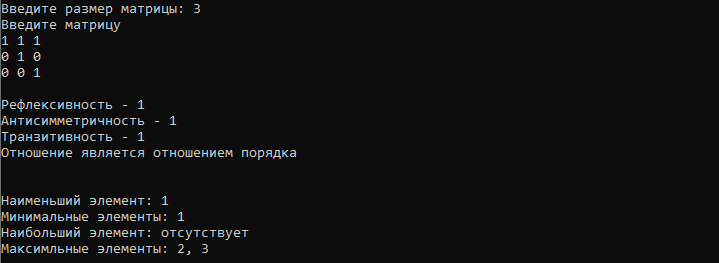 Введите размер матрицы: 3
Введите матрицу
1 1 1
0 1 0
0 0 1
Рефлексивность - 1
Антисимметричность - 1
Транзитивность - 1
Отношение является отношением порядка
Наименьший элемент: 1
Минимальные элементы: 1
Наибольший элемент: отсутствует
Максимльные элементы: 2, 3